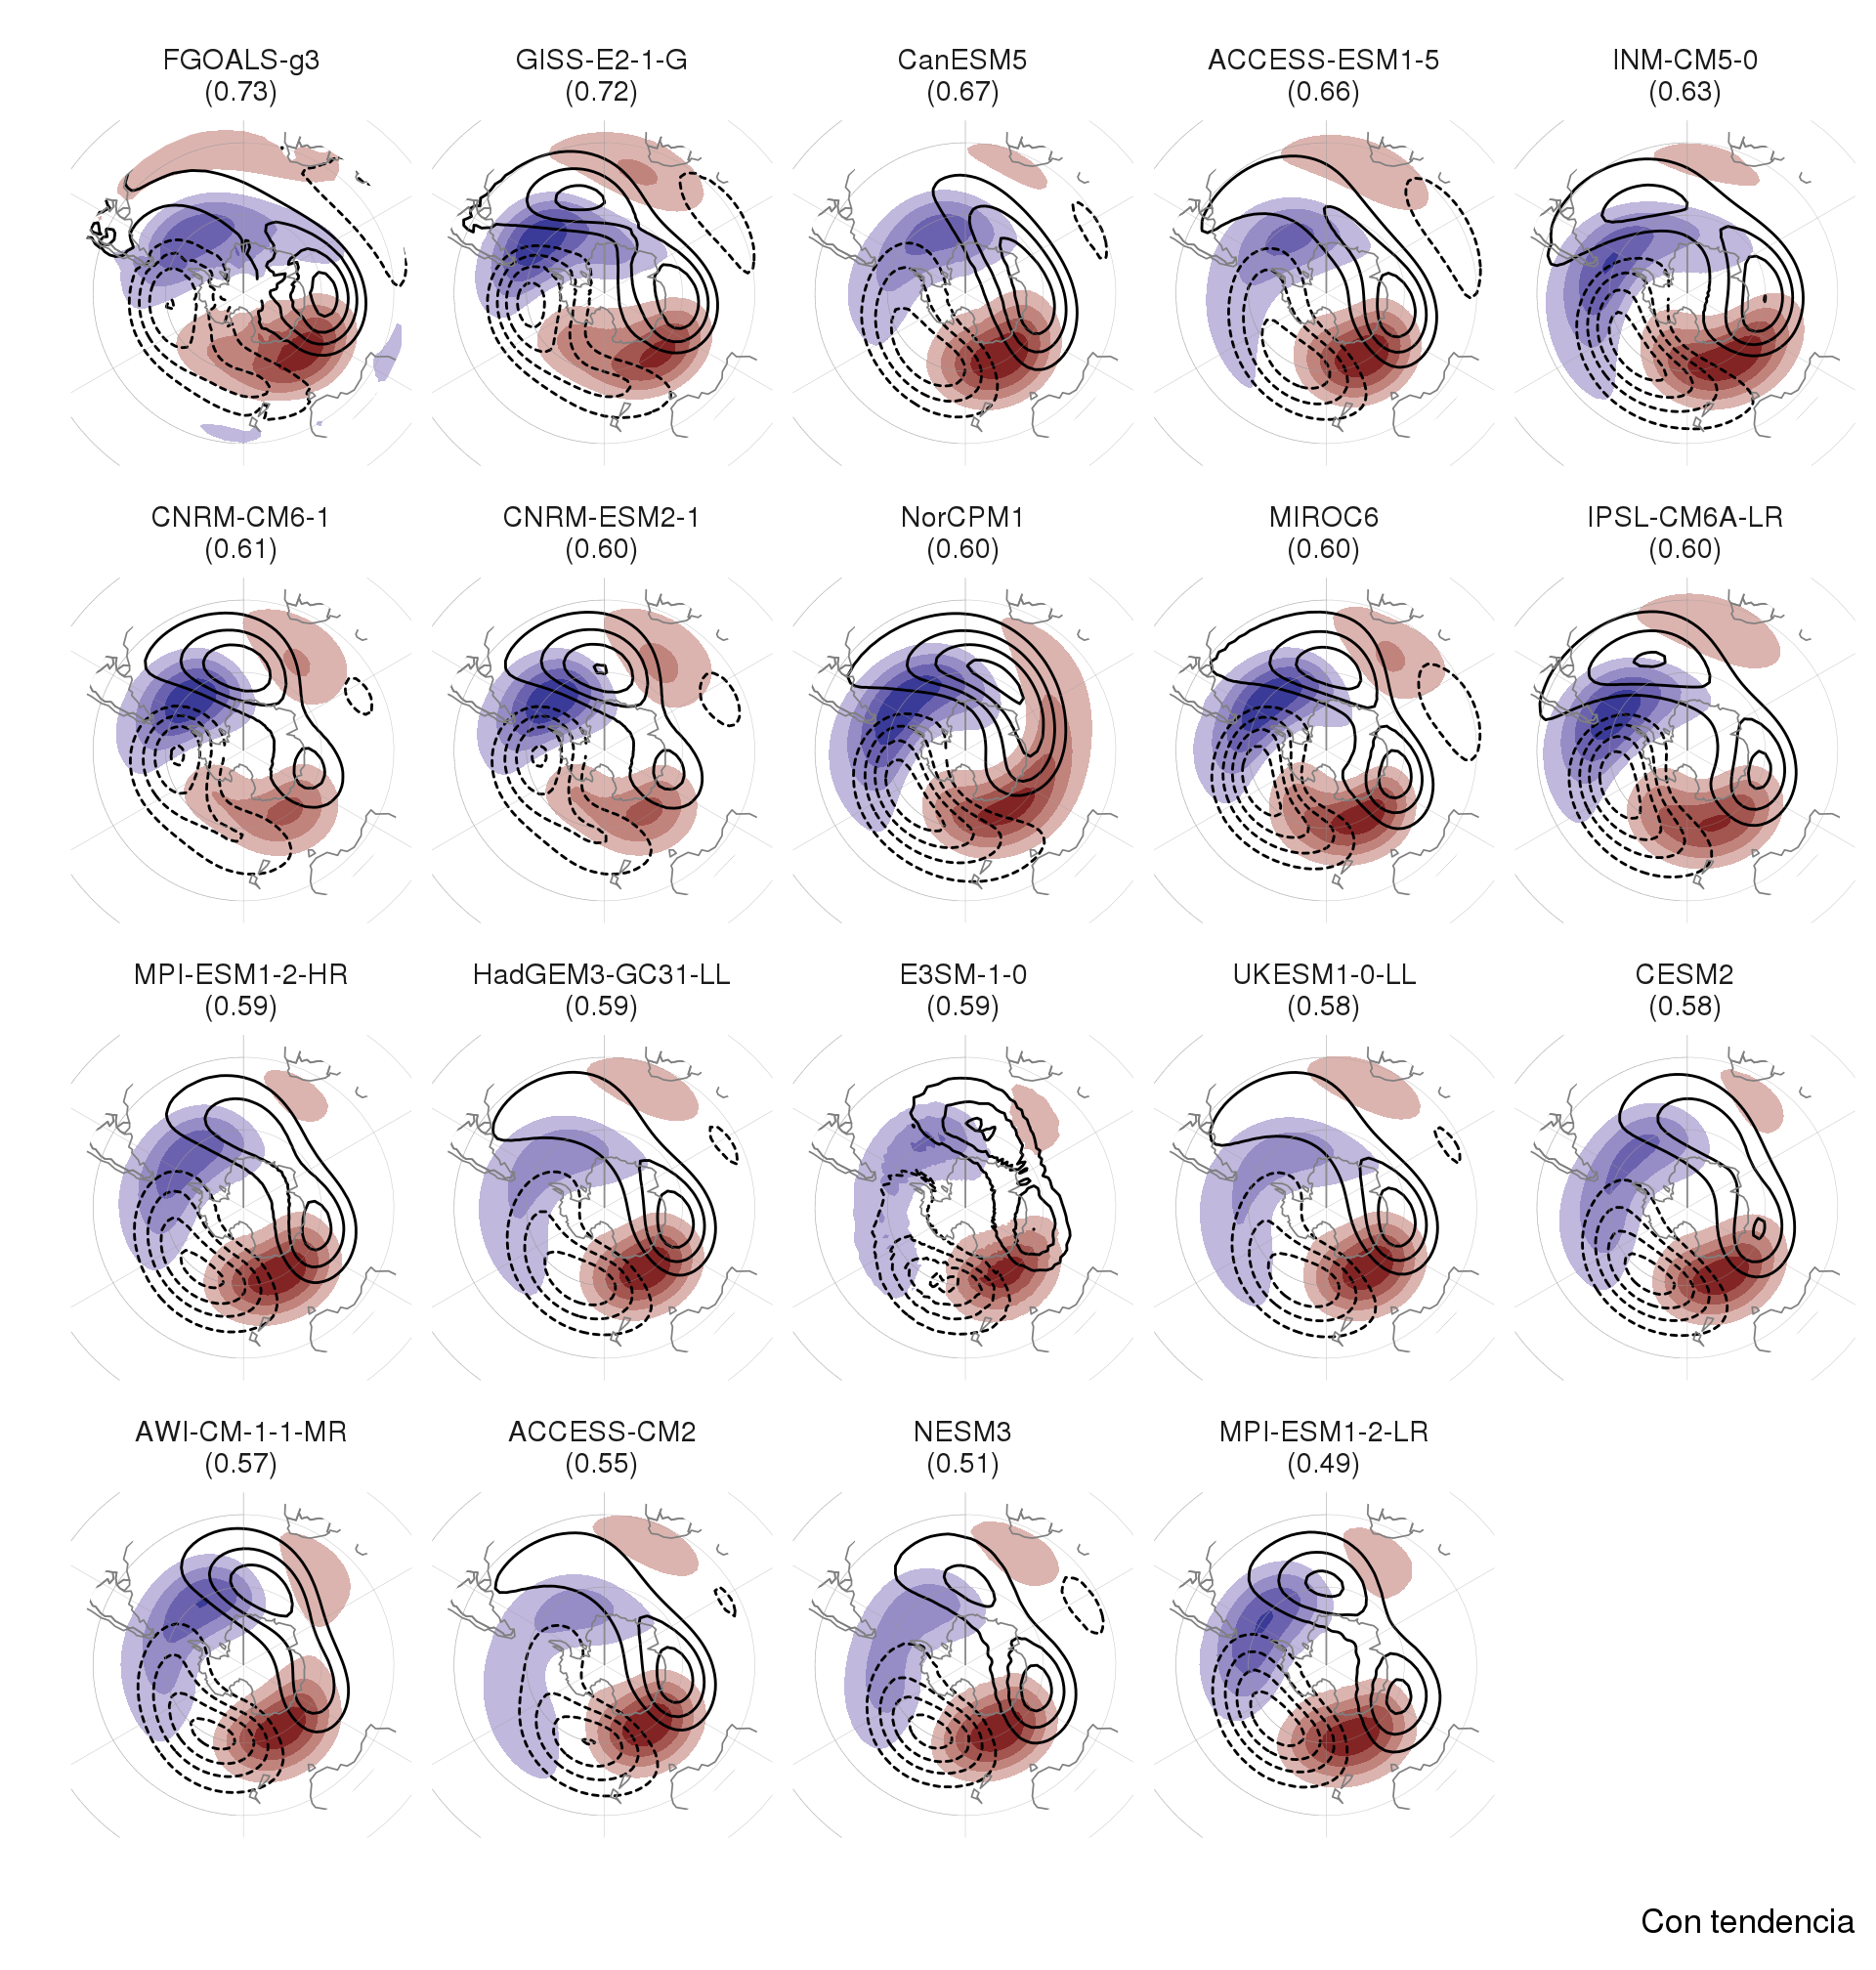 FGOALS-g3
(0.73)
GISS-E2-1-G
(0.72)
CanESM5
(0.67)
ACCESS-ESM1-5
(0.66)
INM-CM5-0
(0.63)
CNRM-CM6-1
(0.61)
CNRM-ESM2-1
(0.60)
NorCPM1
(0.60)
MIROC6
(0.60)
IPSL-CM6A-LR
(0.60)
MPI-ESM1-2-HR
(0.59)
HadGEM3-GC31-LL
(0.59)
E3SM-1-0
(0.59)
UKESM1-0-LL
(0.58)
CESM2
(0.58)
AWI-CM-1-1-MR
(0.57)
ACCESS-CM2
(0.55)
NESM3
(0.51)
MPI-ESM1-2-LR
(0.49)
Con tendencia